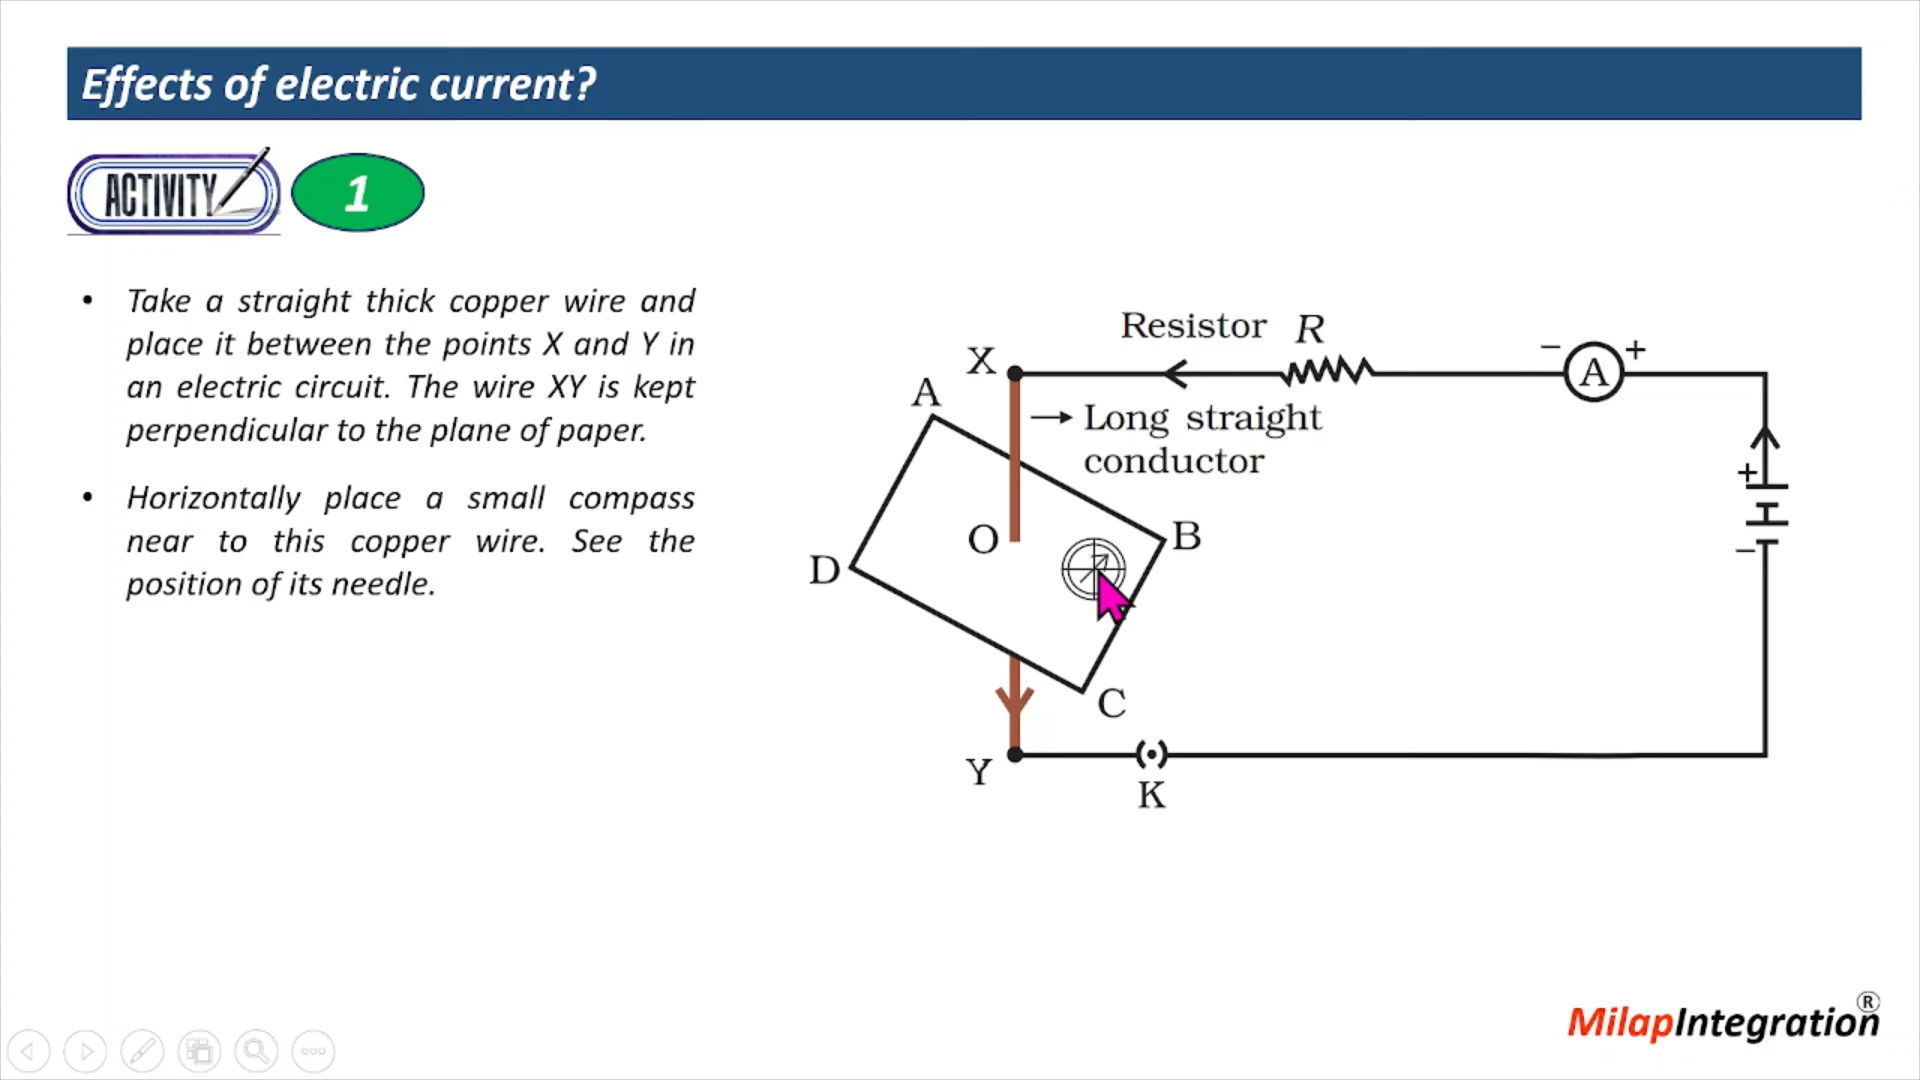 Effects of electric current?
ACTIVITY 1
• Take a straight thick copper wire and
place it between the points X and Y in
an electric circuit. The wire XY is kept
perpendicular to the plane of paper.
• Horizontally place a small compass
near to this copper wire. See the
position of its needle.
Resistor R
− A +
X
A
→ Long straight
conductor
+
−
O
B
D
C
Y
K
MilapIntegration®